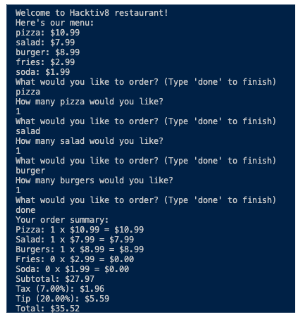 Welcome to Hacktiv8 restaurant!
Here's our menu:
pizza: $10.99
salad: $7.99
burger: $8.99
fries: $2.99
soda: $1.99
What would you like to order? (Type 'done' to finish)
pizza
How many pizza would you like?
1
What would you like to order? (Type 'done' to finish)
salad
How many salad would you like?
1
What would you like to order? (Type 'done' to finish)
burger
How many burgers would you like?
1
What would you like to order? (Type 'done' to finish)
done
Your order summary:
Pizza: 1 x $10.99 = $10.99
Salad: 1 x $7.99 = $7.99
Burgers: 1 x $8.99 = $8.99
Fries: 0 x $2.99 = $0.00
Soda: 0 x $1.99 = $0.00
Subtotal: $27.97
Tax (7.00%): $1.96
Tip (20.00%): $5.59
Total: $35.52